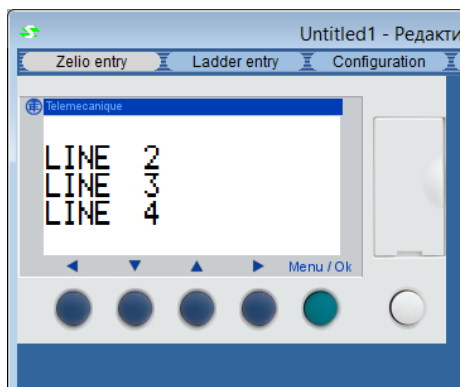 Untitled1 - Редакти
Zelio entry
Ladder entry
Configuration
Telemecanique
LINE 2
LINE 3
LINE 4
Menu / Ok